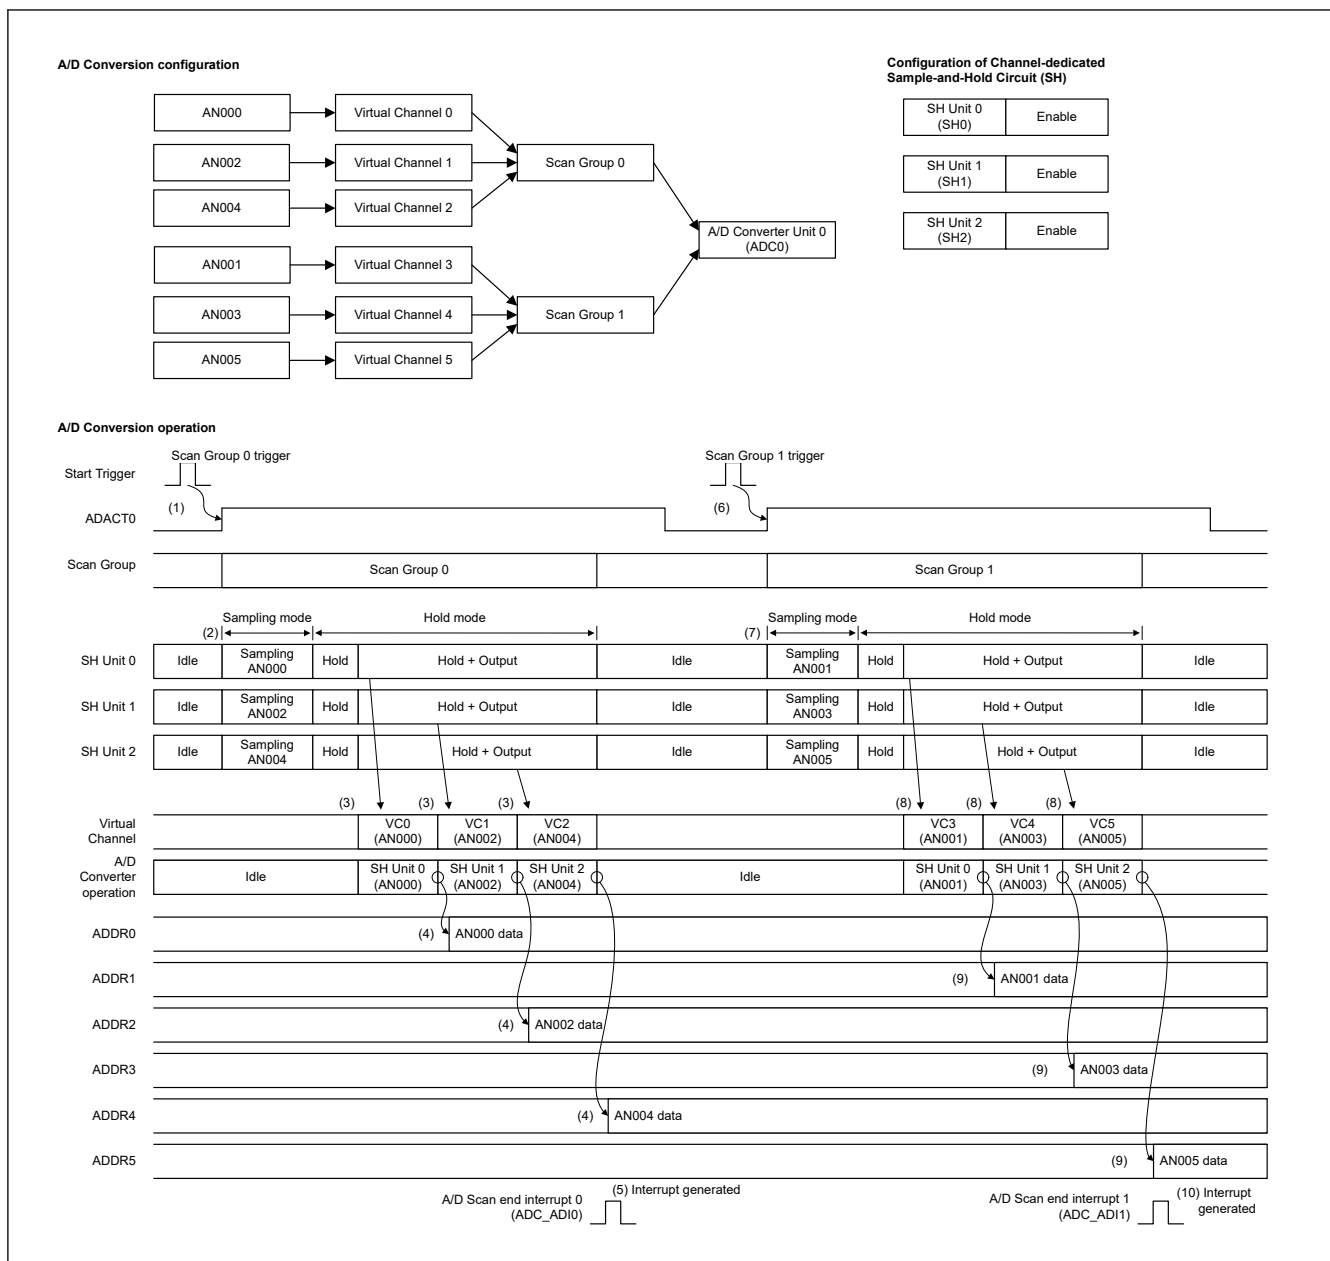 A/D Conversion configuration
Configuration of Channel-dedicated
Sample-and-Hold Circuit (SH)
AN000
Virtual Channel 0
AN002
Virtual Channel 1
Scan Group 0
AN004
Virtual Channel 2
A/D Converter Unit 0
(ADC0)
AN001
Virtual Channel 3
AN003
Virtual Channel 4
Scan Group 1
AN005
Virtual Channel 5
SH Unit 0
(SH0)
Enable
SH Unit 1
(SH1)
Enable
SH Unit 2
(SH2)
Enable
A/D Conversion operation
Scan Group 0 trigger
Scan Group 1 trigger
Start Trigger
(1)
(6)
ADACT0
Scan Group
Scan Group 0
Scan Group 1
Sampling mode
Hold mode
Sampling mode
Hold mode
(2)
(7)
SH Unit 0
Idle
Sampling
AN000
Hold
Hold + Output
Idle
Sampling
AN001
Hold
Hold + Output
Idle
SH Unit 1
Idle
Sampling
AN002
Hold
Hold + Output
Idle
Sampling
AN003
Hold
Hold + Output
Idle
SH Unit 2
Idle
Sampling
AN004
Hold
Hold + Output
Idle
Sampling
AN005
Hold
Hold + Output
Idle
(3)
(3)
(3)
(8)
(8)
(8)
Virtual
Channel
VC0
(AN000)
VC1
(AN002)
VC2
(AN004)
VC3
(AN001)
VC4
(AN003)
VC5
(AN005)
A/D
Converter
operation
Idle
SH Unit 0
(AN000)
SH Unit 1
(AN002)
SH Unit 2
(AN004)
Idle
SH Unit 0
(AN001)
SH Unit 1
(AN003)
SH Unit 2
(AN005)
ADDR0
(4)
AN000 data
ADDR1
(9)
AN001 data
ADDR2
(4)
AN002 data
ADDR3
(9)
AN003 data
ADDR4
(4)
AN004 data
ADDR5
(9)
AN005 data
A/D Scan end interrupt 0
(ADC_ADI0)
(5) Interrupt generated
A/D Scan end interrupt 1
(ADC_ADI1)
(10) Interrupt
generated